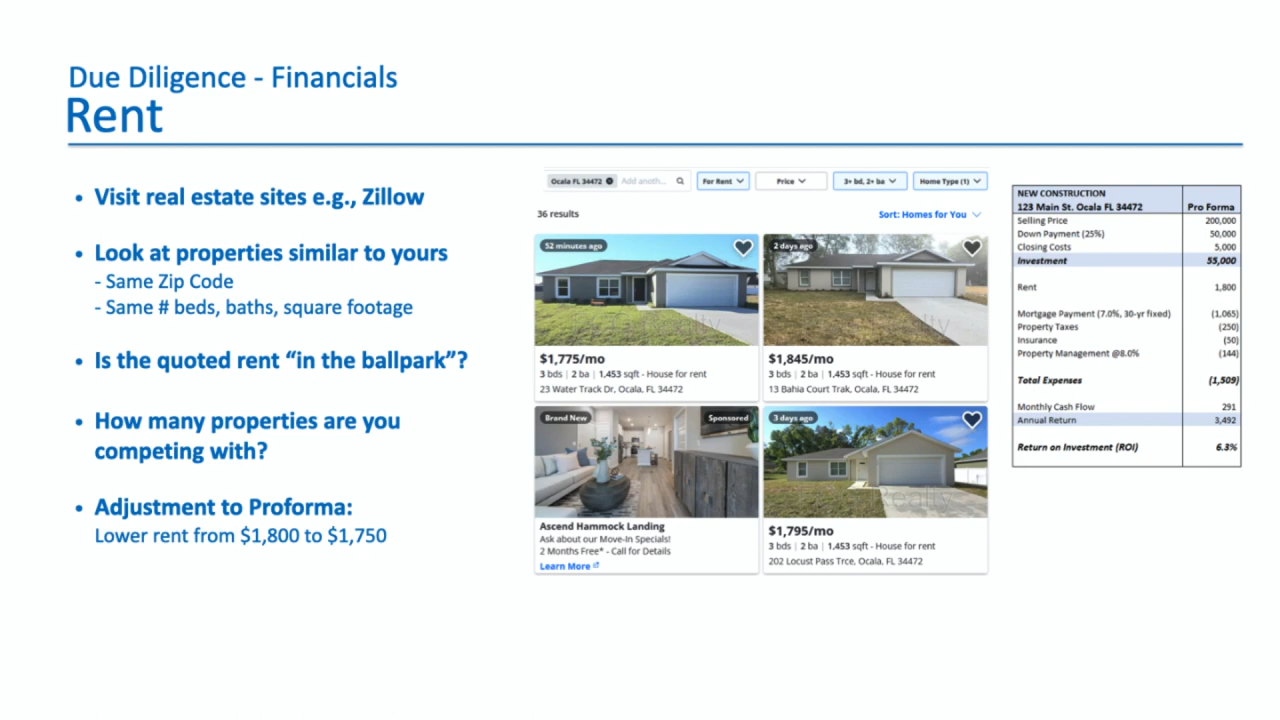 Due Diligence - Financials
Rent
• Visit real estate sites e.g., Zillow
• Look at properties similar to yours
- Same Zip Code
- Same # beds, baths, square footage
• Is the quoted rent “in the ballpark”?
• How many properties are you
competing with?
• Adjustment to Proforma:
Lower rent from $1,800 to $1,750
Ocala FL 34472 Add anoth... For Rent Price 3+ bd, 2+ ba Home Type (1)
36 results Sort: Homes for You
52 minutes ago
$1,775/mo
3 bds | 2 ba | 1,453 sqft - House for rent
23 Water Track Dr, Ocala, FL 34472
2 days ago
$1,845/mo
3 bds | 2 ba | 1,453 sqft - House for rent
13 Bahia Court Trak, Ocala, FL 34472
Brand New Sponsored
Ascend Hammock Landing
Ask about our Move-In Specials!
2 Months Free* - Call for Details
Learn More
3 days ago
$1,795/mo
3 bds | 2 ba | 1,453 sqft - House for rent
202 Locust Pass Trce, Ocala, FL 34472
NEW CONSTRUCTION
123 Main St. Ocala FL 34472 Pro Forma
Selling Price 200,000
Down Payment (25%) 50,000
Closing Costs 5,000
Investment 55,000
Rent 1,800
Mortgage Payment (7.0%, 30-yr fixed) (1,065)
Property Taxes (250)
Insurance (50)
Property Management @8.0% (144)
Total Expenses (1,509)
Monthly Cash Flow 291
Annual Return 3,492
Return on Investment (ROI) 6.3%